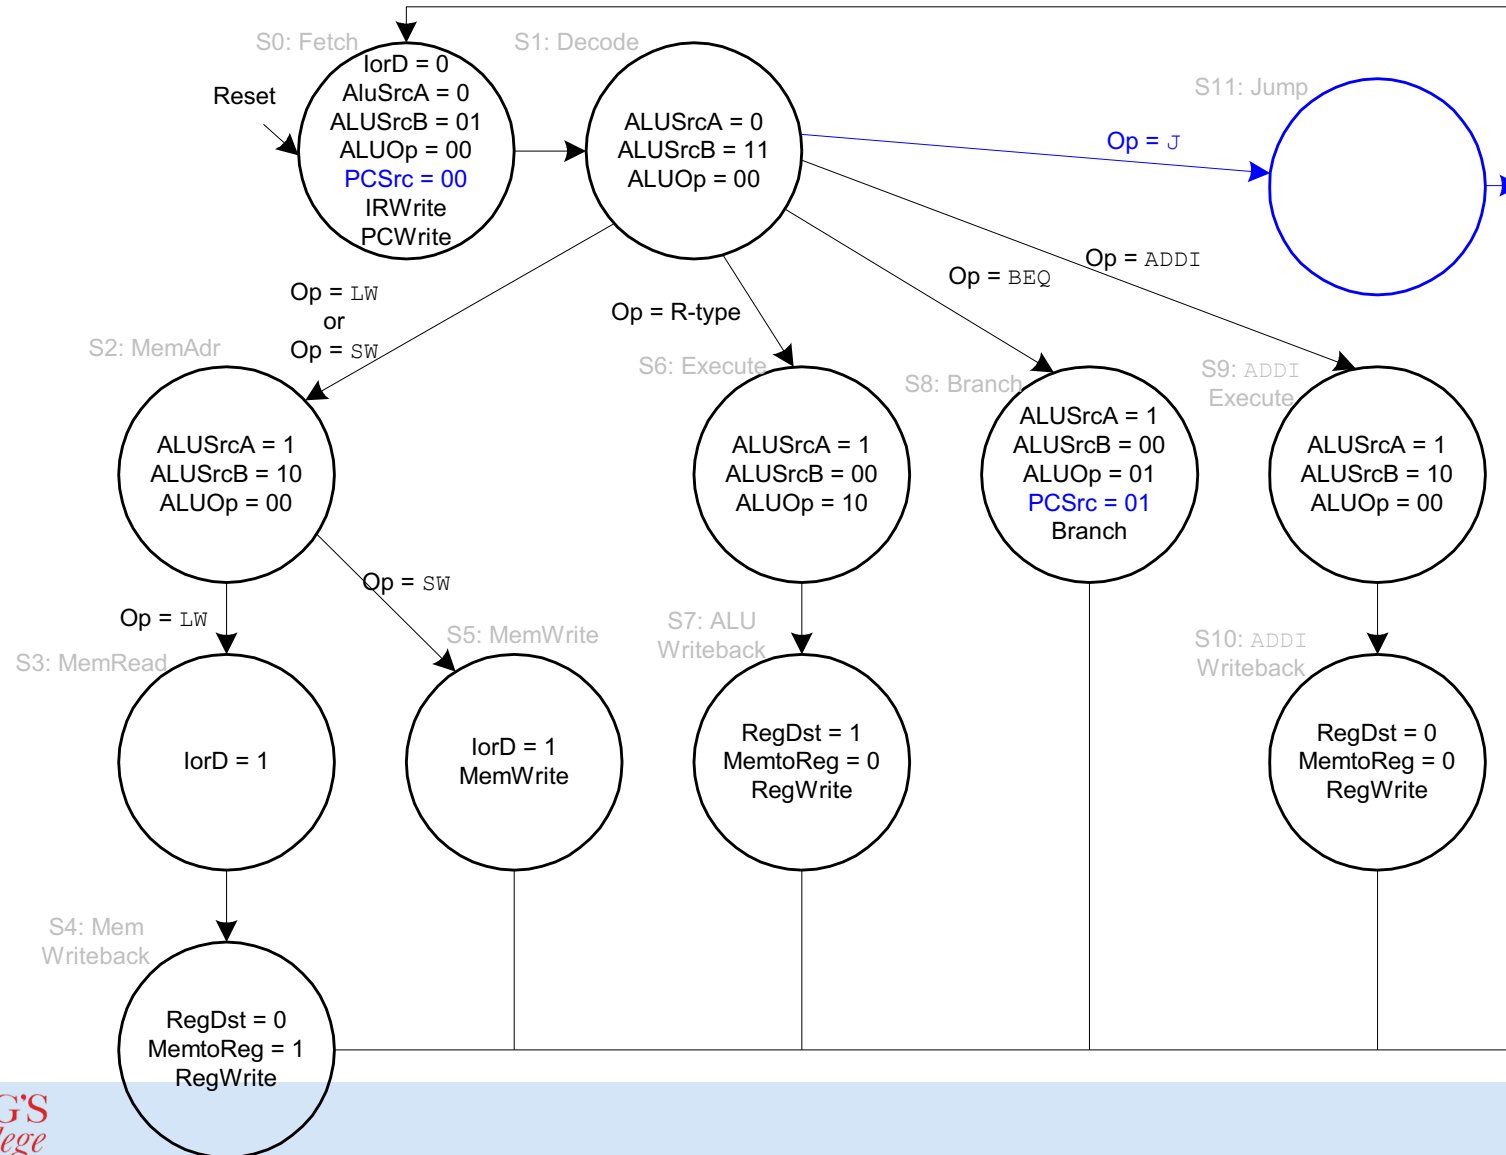 S0: Fetch
S1: Decode
IorD = 0
AluSrcA = 0
ALUSrcB = 01
ALUOp = 00
PCSrc = 00
IRWrite
PCWrite
Reset
ALUSrcA = 0
ALUSrcB = 11
ALUOp = 00
S11: Jump
Op = J
Op = LW
or
Op = SW
Op = R-type
Op = BEQ
Op = ADDI
S2: MemAdr
S6: Execute
S8: Branch
S9: ADDI
Execute
ALUSrcA = 1
ALUSrcB = 10
ALUOp = 00
ALUSrcA = 1
ALUSrcB = 00
ALUOp = 10
ALUSrcA = 1
ALUSrcB = 00
ALUOp = 01
PCSrc = 01
Branch
ALUSrcA = 1
ALUSrcB = 10
ALUOp = 00
Op = LW
Op = SW
S3: MemRead
S5: MemWrite
S7: ALU
Writeback
S10: ADDI
Writeback
IorD = 1
IorD = 1
MemWrite
RegDst = 1
MemtoReg = 0
RegWrite
RegDst = 0
MemtoReg = 0
RegWrite
S4: Mem
Writeback
RegDst = 0
MemtoReg = 1
RegWrite
G'S
lege